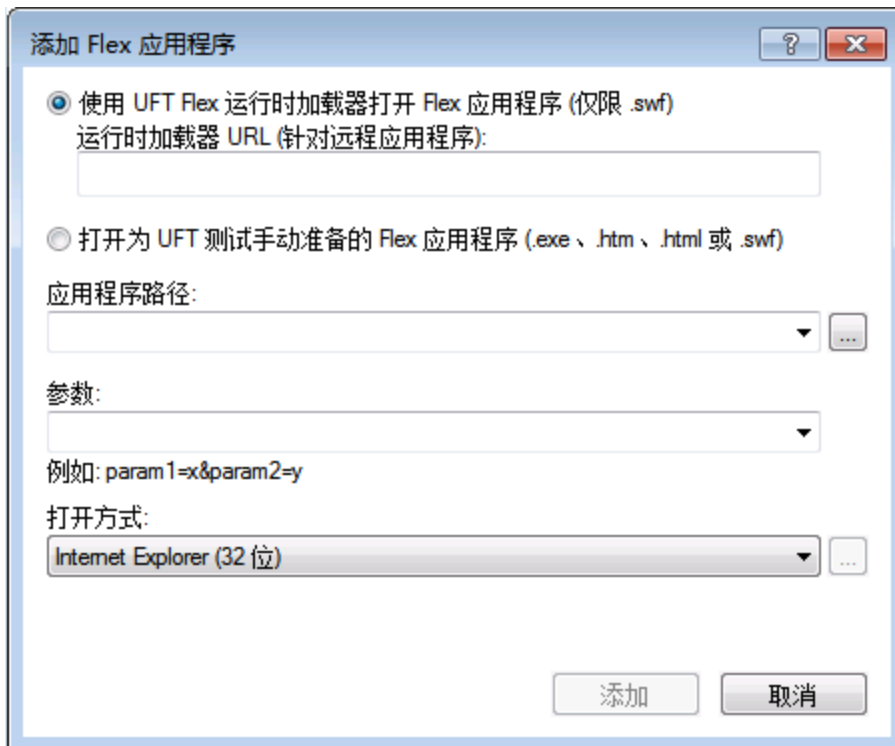 添加 Flex 应用程序
使用 UFT Flex 运行时加载器打开 Flex 应用程序 (仅限 .swf)
运行时加载器 URL (针对远程应用程序):
打开为 UFT 测试手动准备的 Flex 应用程序 (.exe、.htm、.html 或 .swf)
应用程序路径:
...
参数:
例如: param1=x&param2=y
打开方式:
Internet Explorer (32 位)
...
添加
取消